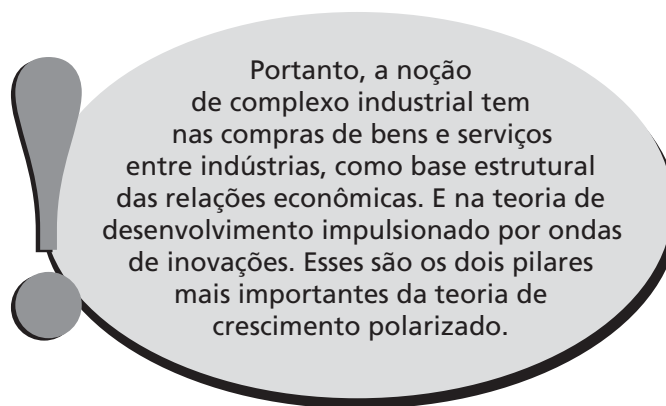 Portanto, a noção
de complexo industrial tem
nas compras de bens e serviços
entre indústrias, como base estrutural
das relações econômicas. E na teoria de
desenvolvimento impulsionado por ondas
de inovações. Esses são os dois pilares
mais importantes da teoria de
crescimento polarizado.